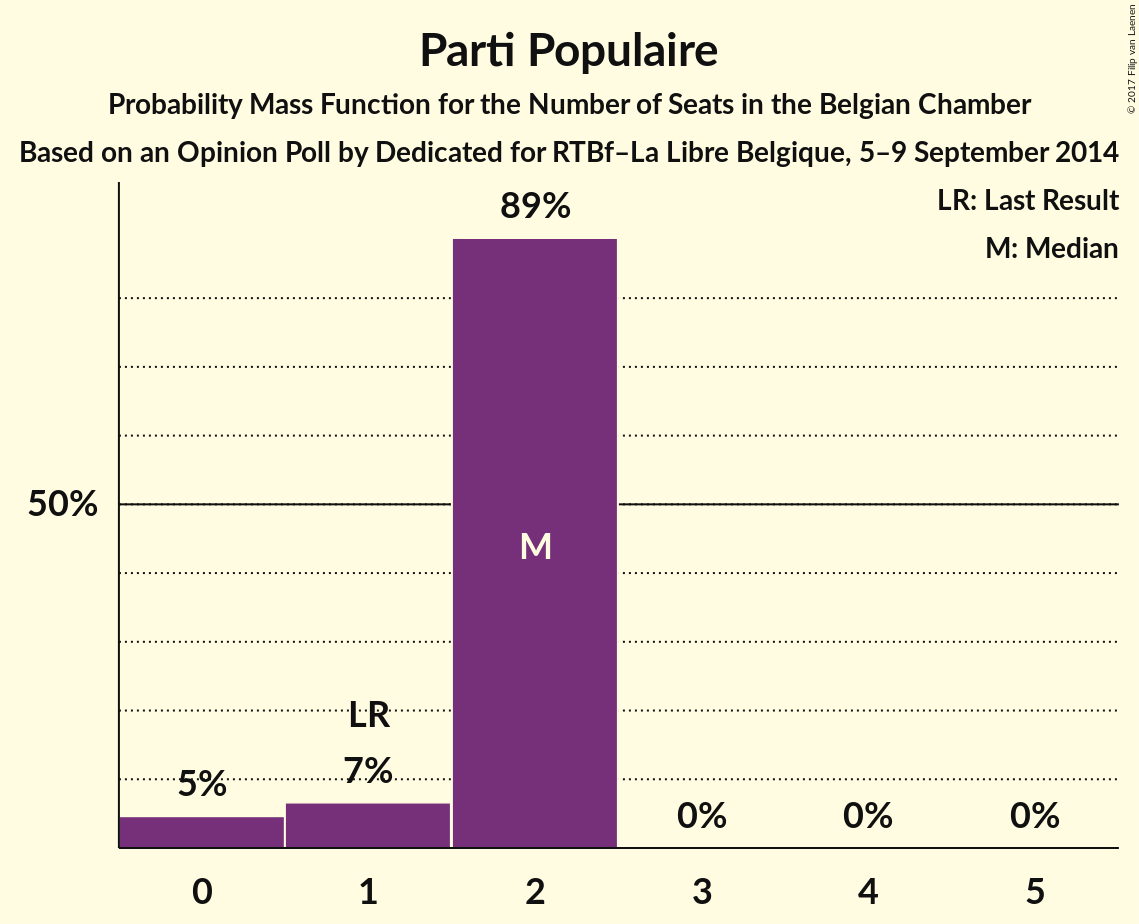 Parti Populaire
Probability Mass Function for the Number of Seats in the Belgian Chamber
Based on an Opinion Poll by Dedicated for RTBf–La Libre Belgique, 5–9 September 2014
© 2017 Filip van Laenen
LR: Last Result
M: Median
89%
50%
M
LR
5%
7%
0%
0%
0%
0
1
2
3
4
5